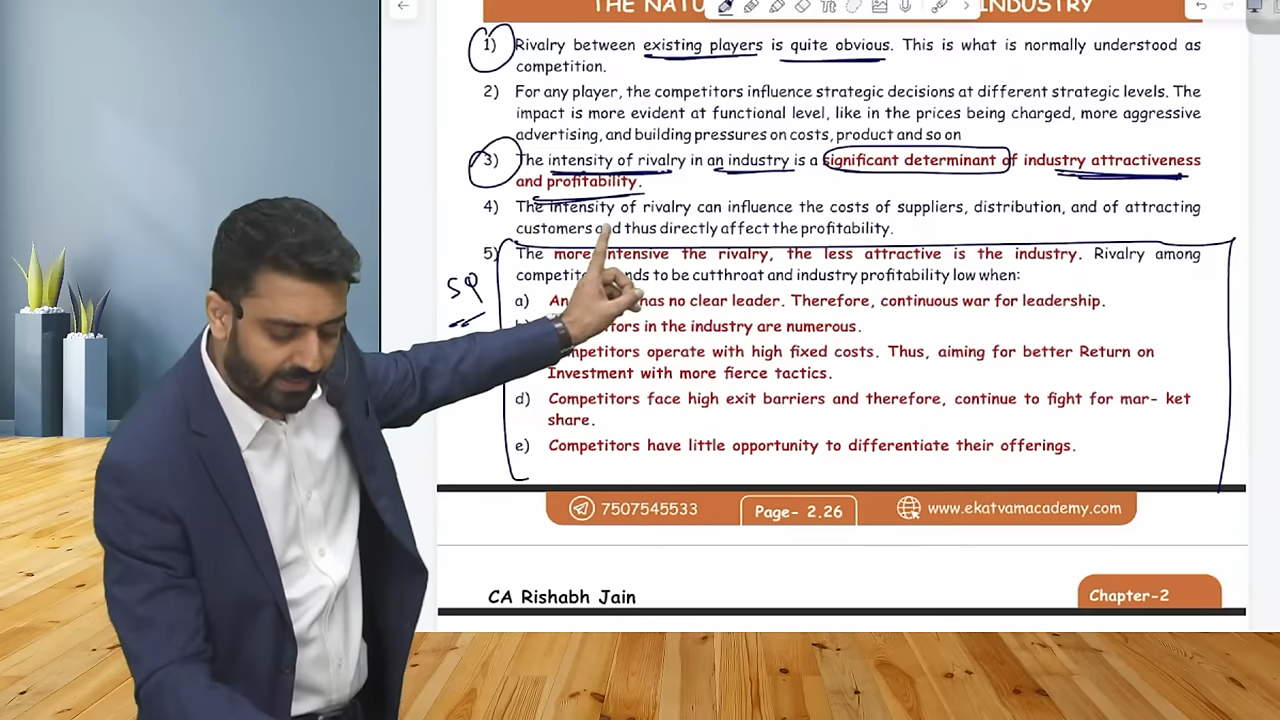 THE NATU INDUSTRY
1) Rivalry between existing players is quite obvious. This is what is normally understood as
competition.
2) For any player, the competitors influence strategic decisions at different strategic levels. The
impact is more evident at functional level, like in the prices being charged, more aggressive
advertising, and building pressures on costs, product and so on
3) The intensity of rivalry in an industry is a significant determinant of industry attractiveness
and profitability.
4) The intensity of rivalry can influence the costs of suppliers, distribution, and of attracting
customers and thus directly affect the profitability.
5) The more intensive the rivalry, the less attractive is the industry. Rivalry among
competito nds to be cutthroat and industry profitability low when:
a) An has no clear leader. Therefore, continuous war for leadership.
tors in the industry are numerous.
mpetitors operate with high fixed costs. Thus, aiming for better Return on
Investment with more fierce tactics.
d) Competitors face high exit barriers and therefore, continue to fight for mar- ket
share.
e) Competitors have little opportunity to differentiate their offerings.
7507545533 Page- 2.26 www.ekatvamacademy.com
CA Rishabh Jain Chapter-2